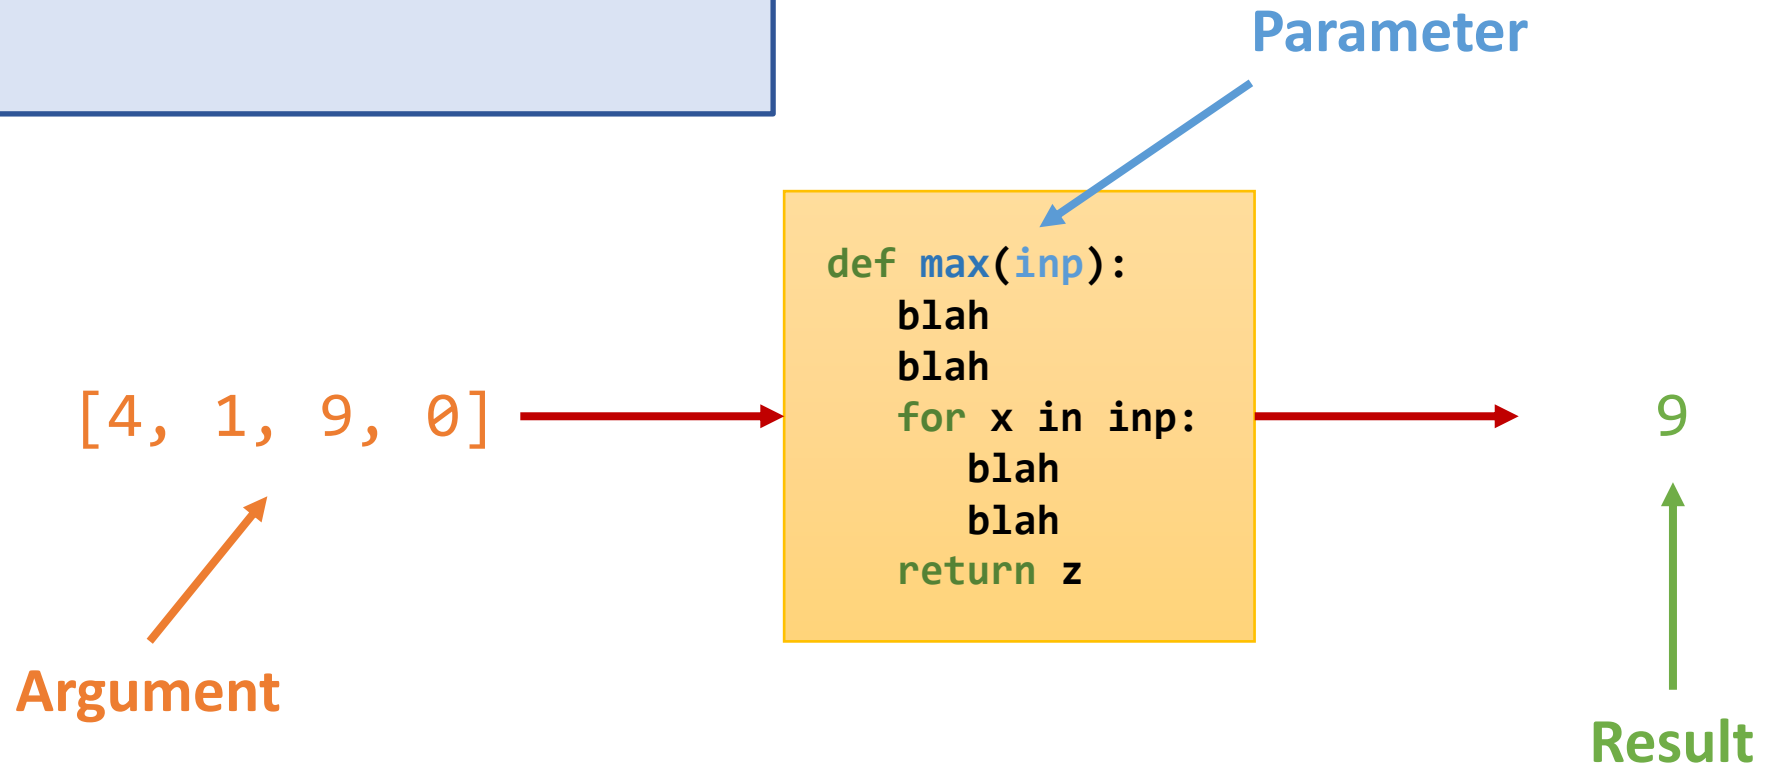 Parameter
def max(inp):
blah
blah
[4, 1, 9, 0]
for x in inp:
9
blah
blah
return z
Argument
Result